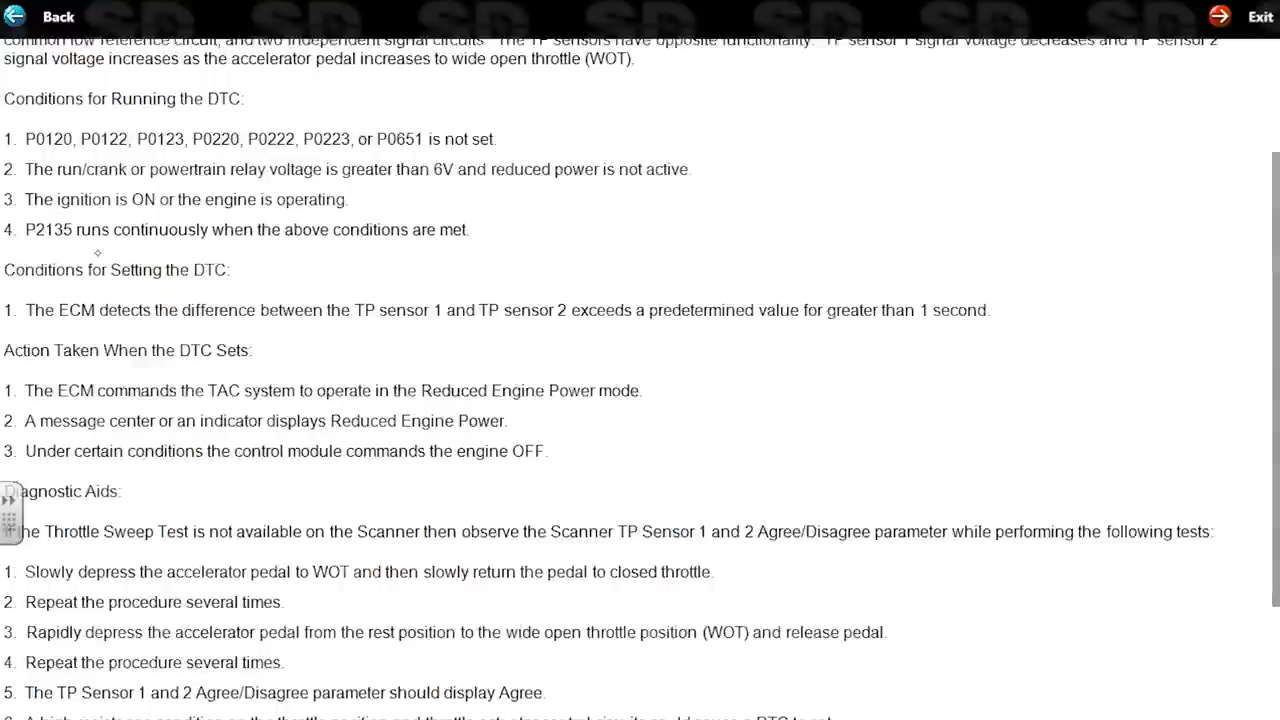 Back
Exit
common low reference circuit, and two independent signal circuits The TP sensors have opposite functionality. TP sensor 1 signal voltage decreases and TP sensor 2
signal voltage increases as the accelerator pedal increases to wide open throttle (WOT).
Conditions for Running the DTC:
1. P0120, P0122, P0123, P0220, P0222, P0223, or P0651 is not set.
2. The run/crank or powertrain relay voltage is greater than 6V and reduced power is not active.
3. The ignition is ON or the engine is operating.
4. P2135 runs continuously when the above conditions are met.
Conditions for Setting the DTC:
1. The ECM detects the difference between the TP sensor 1 and TP sensor 2 exceeds a predetermined value for greater than 1 second.
Action Taken When the DTC Sets:
1. The ECM commands the TAC system to operate in the Reduced Engine Power mode.
2. A message center or an indicator displays Reduced Engine Power.
3. Under certain conditions the control module commands the engine OFF.
Diagnostic Aids:
the Throttle Sweep Test is not available on the Scanner then observe the Scanner TP Sensor 1 and 2 Agree/Disagree parameter while performing the following tests:
1. Slowly depress the accelerator pedal to WOT and then slowly return the pedal to closed throttle.
2. Repeat the procedure several times.
3. Rapidly depress the accelerator pedal from the rest position to the wide open throttle position (WOT) and release pedal.
4. Repeat the procedure several times.
5. The TP Sensor 1 and 2 Agree/Disagree parameter should display Agree.